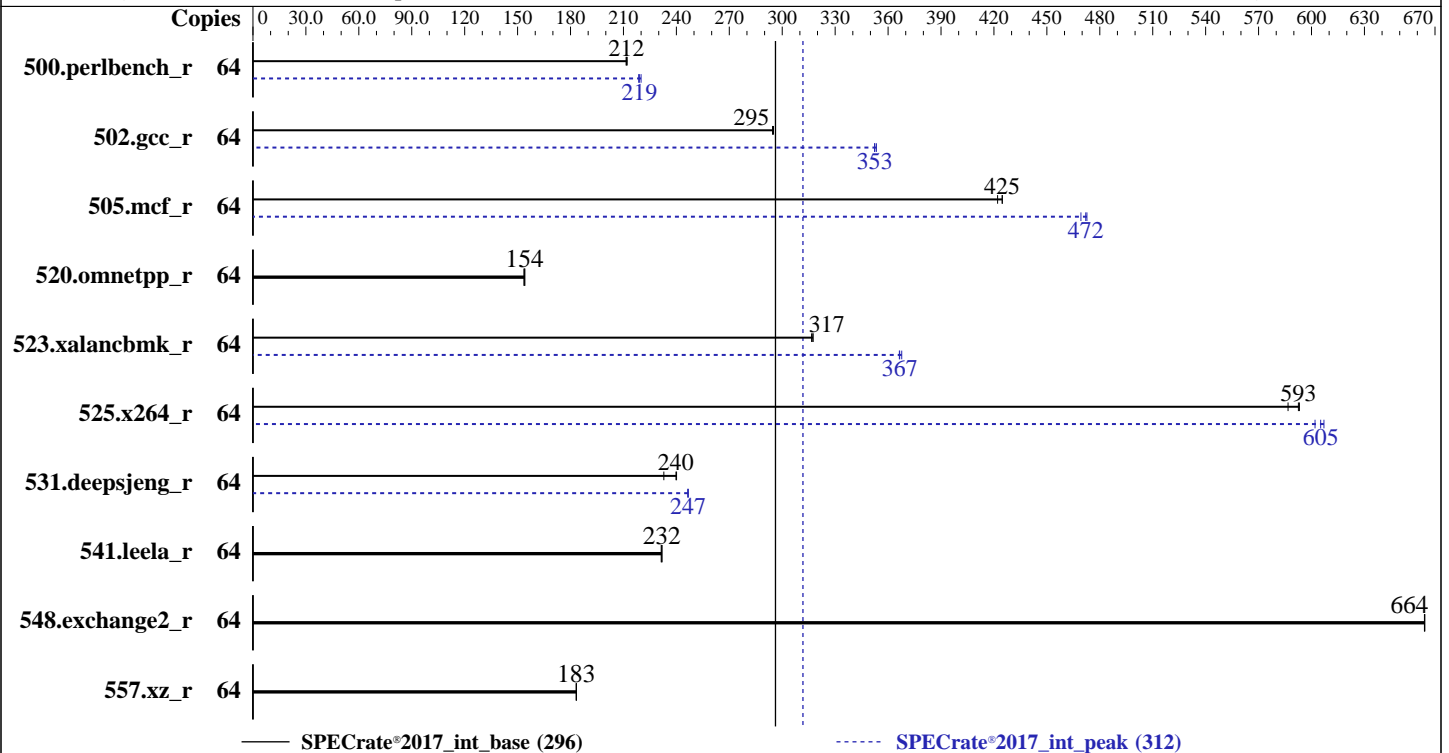 Copies 0 30.0 60.0 90.0 120 150 180 210 240 270 300 330 360 390 420 450 480 510 540 570 600 630 670
500.perlbench_r 64 212
219
502.gcc_r 64 295
353
505.mcf_r 64 425
472
520.omnetpp_r 64 154
523.xalancbmk_r 64 317
367
525.x264_r 64 593
605
531.deepsjeng_r 64 240
247
541.leela_r 64 232
548.exchange2_r 64 664
557.xz_r 64 183
SPECrate®2017_int_base (296) SPECrate®2017_int_peak (312)